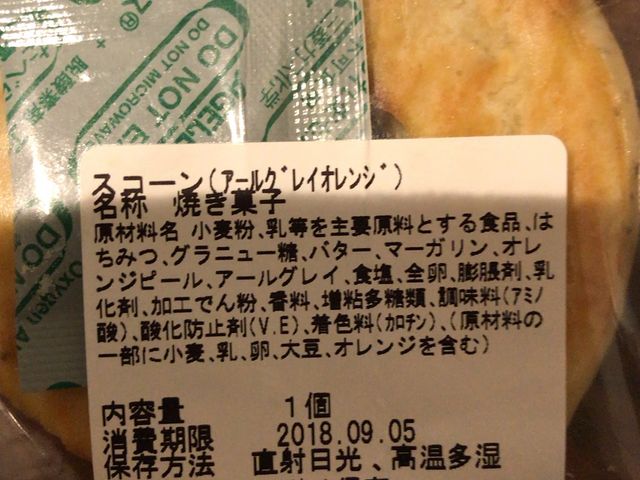 DO NOT E
DO NOT MICROWAVE
GELE
三菱ガス化学
スコーン(ｱｰﾙｸﾞﾚｲｵﾚﾝｼﾞ)
名称 焼き菓子
原材料名 小麦粉、乳等を主要原料とする食品、は
ちみつ、グラニュー糖、バター、マーガリン、オレ
ンジピール、アールグレイ、食塩、全卵、膨脹剤、乳
化剤、加工でん粉、香料、増粘多糖類、調味料(ｱﾐﾉ
酸)、酸化防止剤(V.E)、着色料(ｶﾛﾁﾝ)、(原材料の
一部に小麦、乳、卵、大豆、オレンジを含む)
内容量 1個
消費期限 2018.09.05
保存方法 直射日光、高温多湿